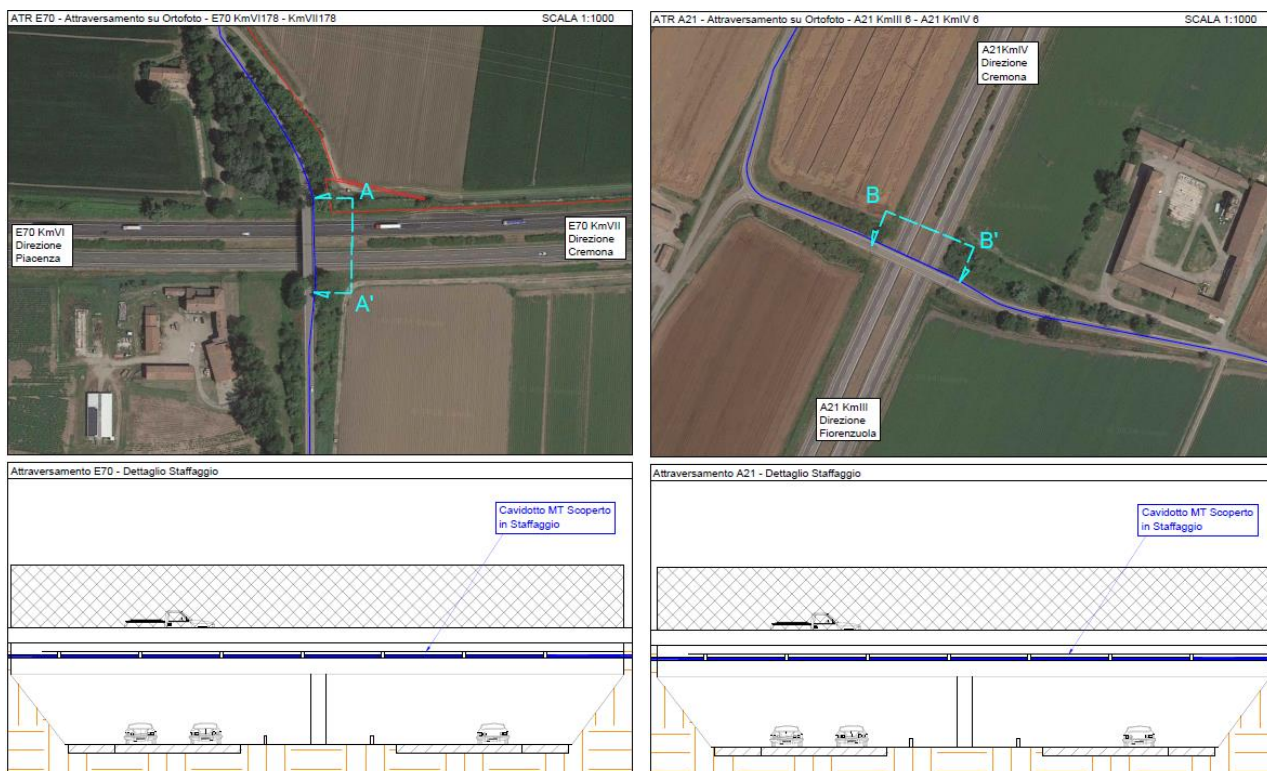 ATR E70 - Attraversamento su Ortofoto - E70 KmVI178 - KmVII178
SCALA 1:1000
A
E70 KmVI
Direzione
Piacenza
E70 KmVII
Direzione
Cremona
A'
ATR A21 - Attraversamento su Ortofoto - A21 KmIII 6 - A21 KmIV 6
SCALA 1:1000
A21KmIV
Direzione
Cremona
B
B'
A21 KmIII
Direzione
Fiorenzuola
Attraversamento E70 - Dettaglio Staffaggio
Cavidotto MT Scoperto
in Staffaggio
Attraversamento A21 - Dettaglio Staffaggio
Cavidotto MT Scoperto
in Staffaggio